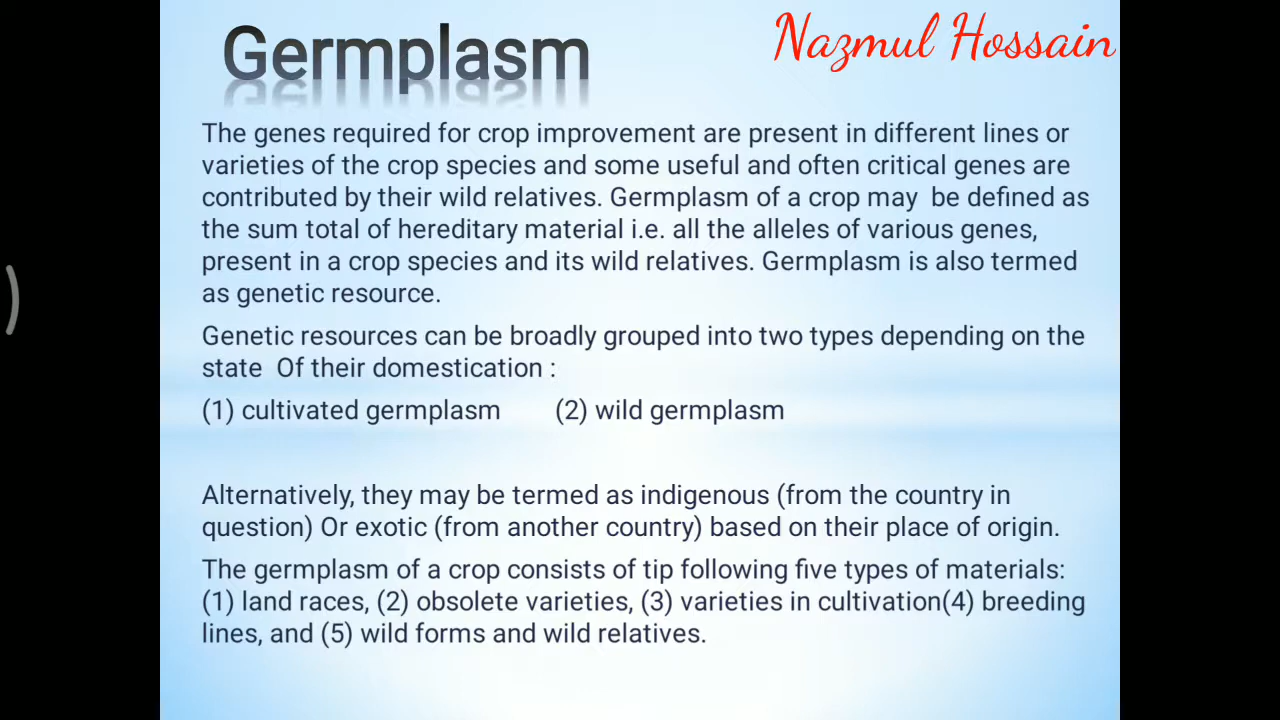 Germplasm
Nazmul Hossain
The genes required for crop improvement are present in different lines or
varieties of the crop species and some useful and often critical genes are
contributed by their wild relatives. Germplasm of a crop may  be defined as
the sum total of hereditary material i.e. all the alleles of various genes,
present in a crop species and its wild relatives. Germplasm is also termed
as genetic resource.
Genetic resources can be broadly grouped into two types depending on the
state  Of their domestication :
(1) cultivated germplasm       (2) wild germplasm
Alternatively, they may be termed as indigenous (from the country in
question) Or exotic (from another country) based on their place of origin.
The germplasm of a crop consists of tip following five types of materials:
(1) land races, (2) obsolete varieties, (3) varieties in cultivation(4) breeding
lines, and (5) wild forms and wild relatives.